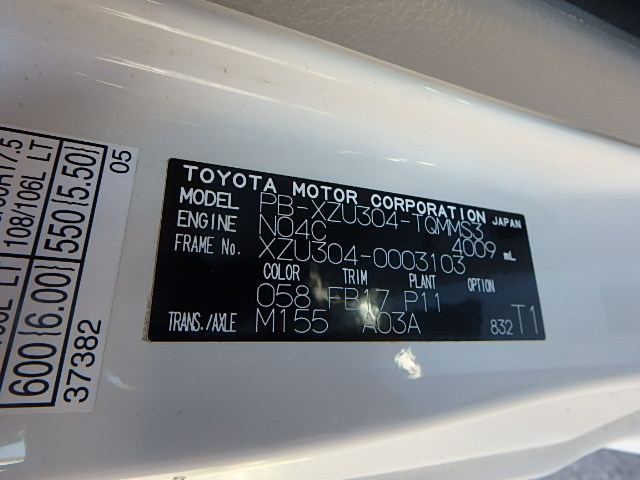 108/106L LT
600{6.00} 550{5.50}
37382
05
TOYOTA MOTOR CORPORATION JAPAN
MODEL PB-XZU304-TQMMS3
ENGINE N04C 4009 mL
FRAME No. XZU304-0003103
COLOR TRIM PLANT OPTION
058 FB17 P11
TRANS./AXLE M155 A03A 832 T1